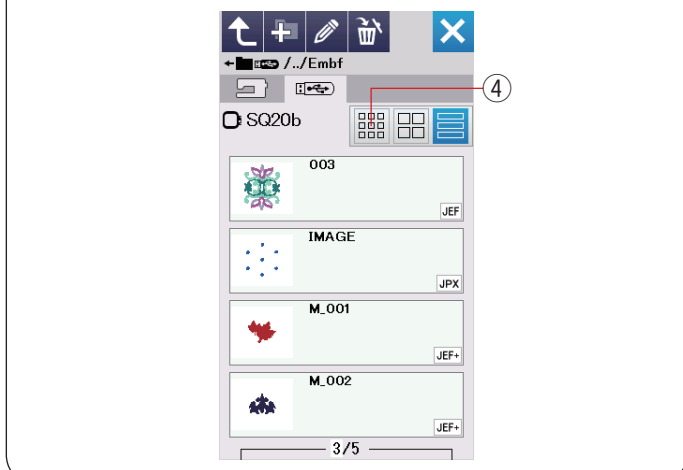 /../Embf
④
SQ20b
003
JEF
IMAGE
JPX
M_001
JEF+
M_002
JEF+
3/5